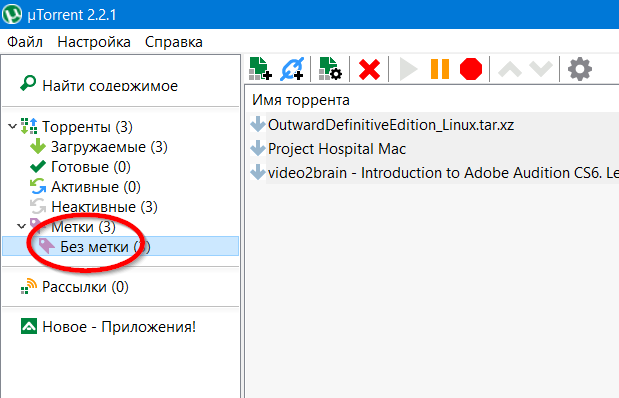 µTorrent 2.2.1
Файл Настройка Справка
Найти содержимое
Торренты (3)
Загружаемые (3)
Готовые (0)
Активные (0)
Неактивные (3)
Метки (3)
Без метки (3)
Рассылки (0)
Новое - Приложения!
Имя торрента
OutwardDefinitiveEdition_Linux.tar.xz
Project Hospital Mac
video2brain - Introduction to Adobe Audition CS6. Le